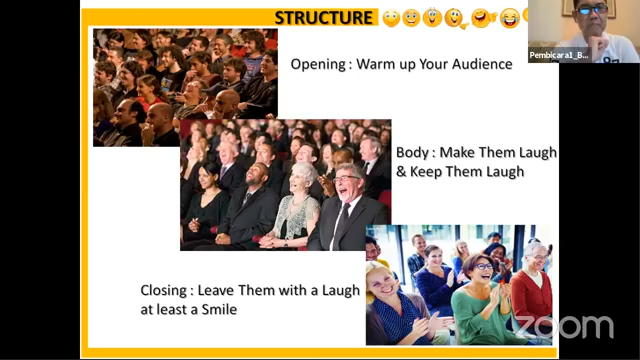 STRUCTURE
Pembicara1_B...
Opening : Warm up Your Audience
Body : Make Them Laugh
& Keep Them Laugh
Closing : Leave Them with a Laugh
at least a Smile
zoom